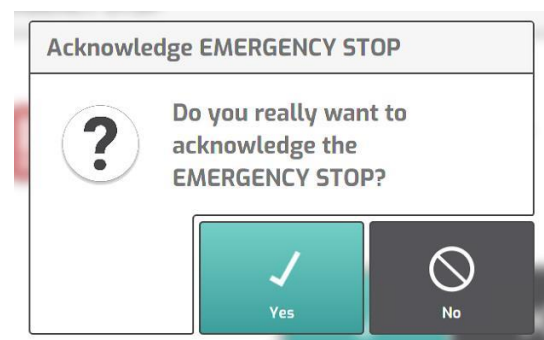 Acknowledge EMERGENCY STOP
Do you really want to
acknowledge the
EMERGENCY STOP?
Yes
No